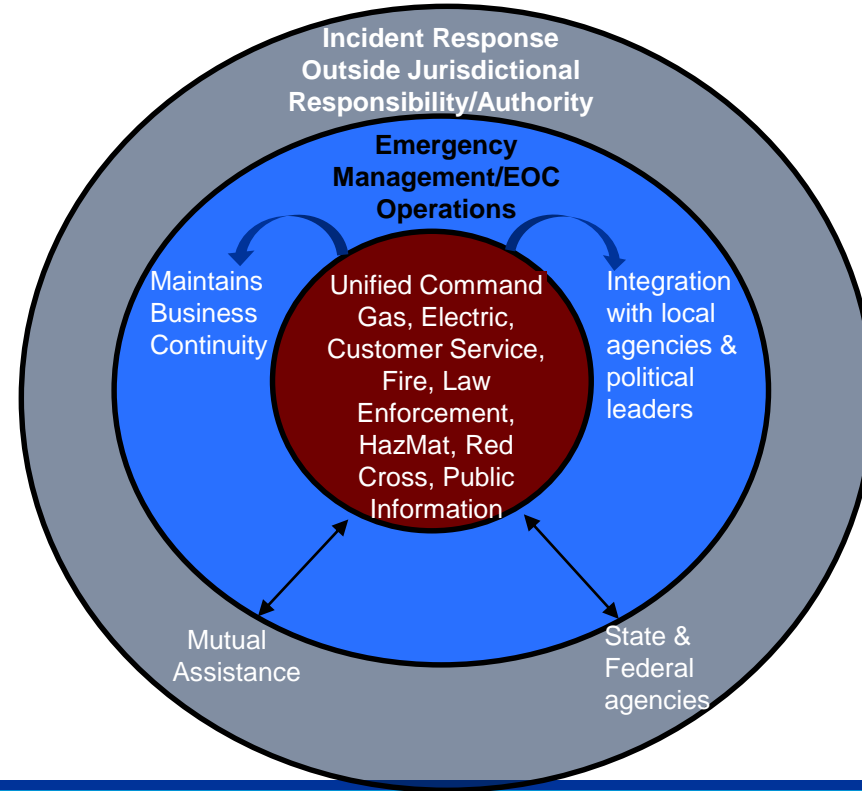 Incident Response
Outside Jurisdictional
Responsibility/Authority
Emergency
Management/EOC
Operations
Maintains
Business
Continuity
Unified Command
Gas, Electric,
Customer Service,
Fire, Law
Enforcement,
HazMat, Red
Cross, Public
Information
Integration
with local
agencies &
political
leaders
Mutual
Assistance
State &
Federal
agencies